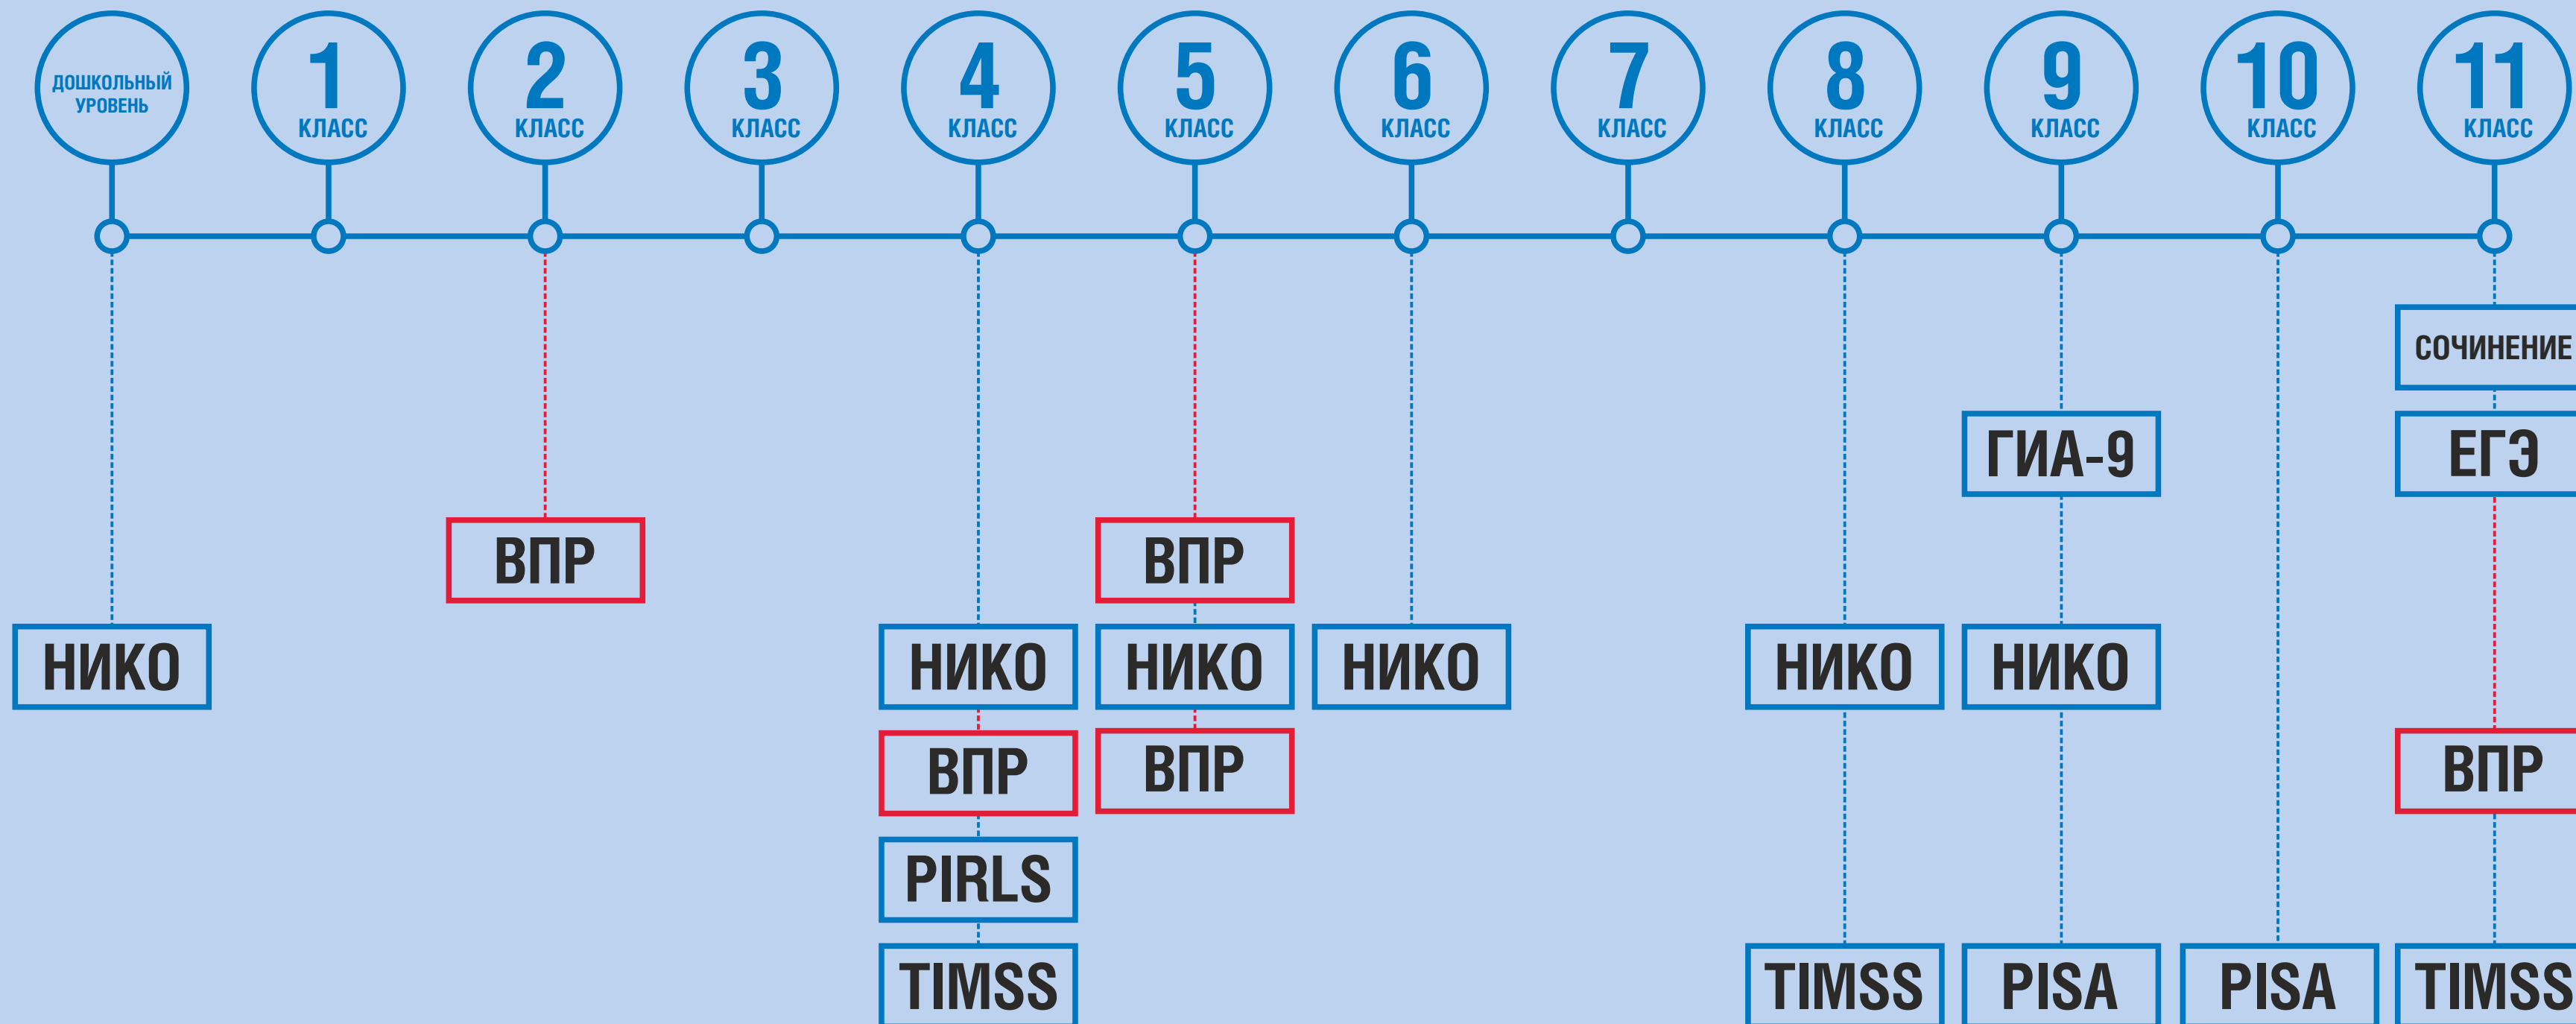 ДОШКОЛЬНЫЙ
УРОВЕНЬ
1
КЛАСС
2
КЛАСС
3
КЛАСС
4
КЛАСС
5
КЛАСС
6
КЛАСС
7
КЛАСС
8
КЛАСС
9
КЛАСС
10
КЛАСС
11
КЛАСС
СОЧИНЕНИЕ
ГИА-9
ЕГЭ
ВПР
ВПР
НИКО
НИКО
НИКО
НИКО
НИКО
НИКО
ВПР
ВПР
ВПР
PIRLS
TIMSS
TIMSS
PISA
PISA
TIMSS